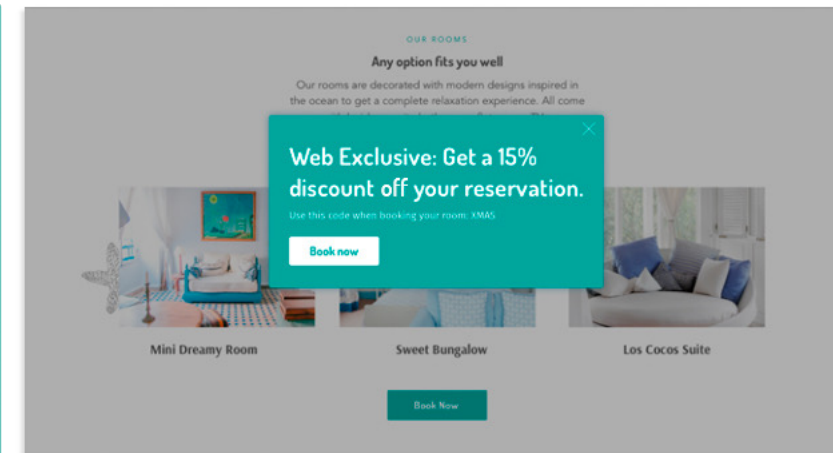 OUR ROOMS
Any option fits you well
Our rooms are decorated with modern designs inspired in
the ocean to get a complete relaxation experience. All come
Web Exclusive: Get a 15%
discount off your reservation.
Use this code when booking your room: XMAS
Book now
Mini Dreamy Room
Sweet Bungalow
Los Cocos Suite
Book Now